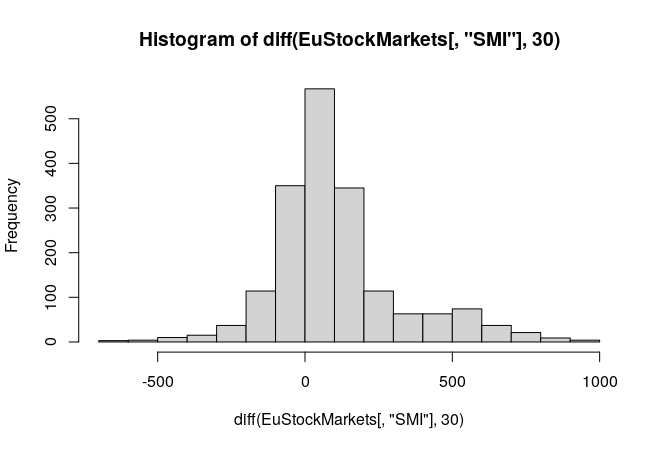 Histogram of diff(EuStockMarkets[, "SMI"], 30)
Frequency
500
400
300
200
100
0
-500 0 500 1000
diff(EuStockMarkets[, "SMI"], 30)